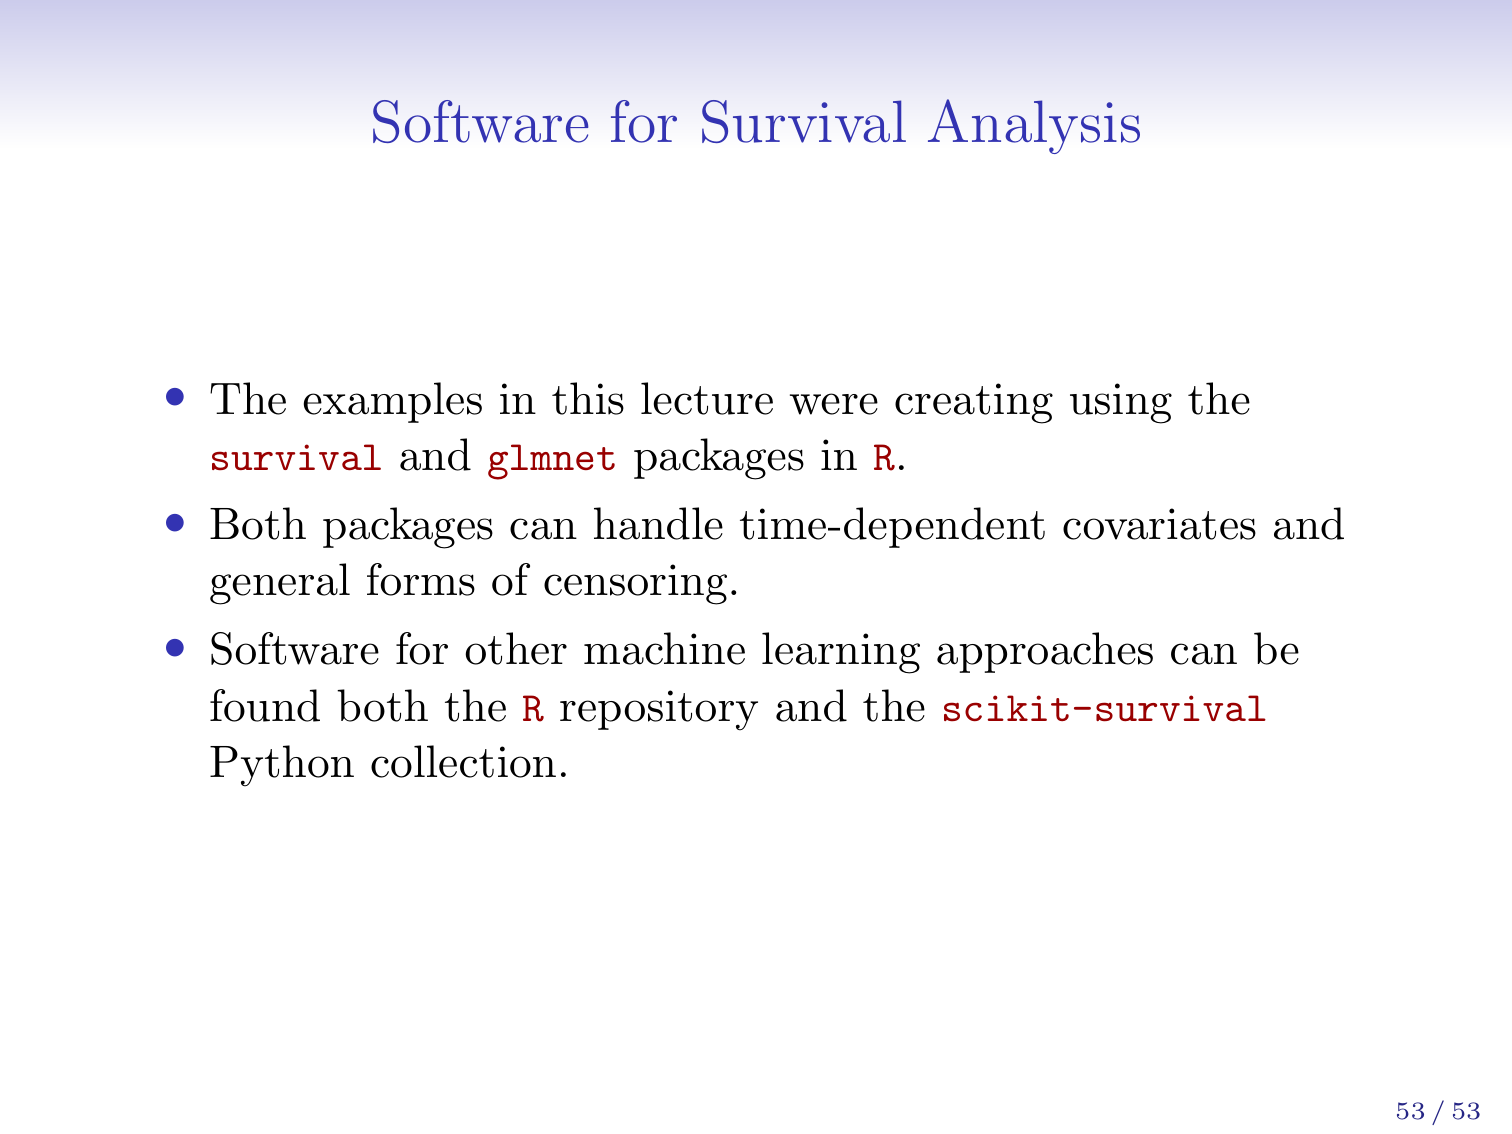 Software for Survival Analysis
• The examples in this lecture were creating using the
survival and glmnet packages in R.
• Both packages can handle time-dependent covariates and
general forms of censoring.
• Software for other machine learning approaches can be
found both the R repository and the scikit-survival
Python collection.
53 / 53